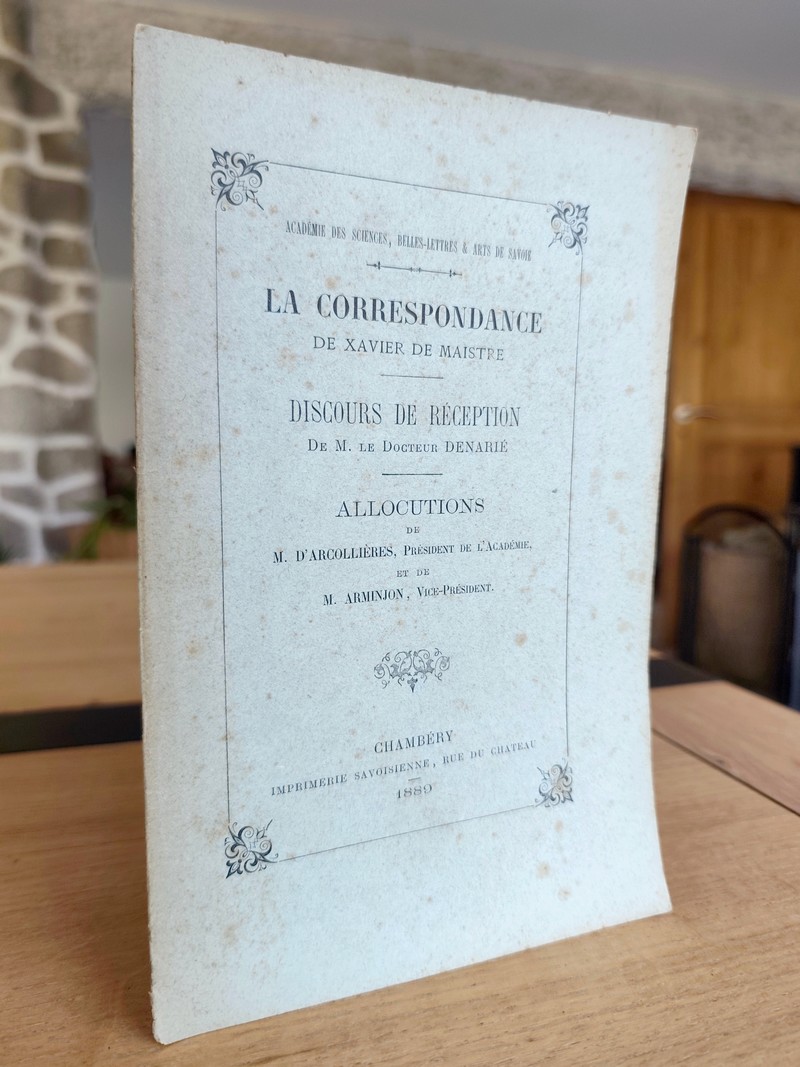 ACADÉMIE DES SCIENCES, BELLES-LETTRES & ARTS DE SAVOIE
LA CORRESPONDANCE
DE XAVIER DE MAISTRE
DISCOURS DE RÉCEPTION
DE M. LE DOCTEUR DENARIÉ
ALLOCUTIONS
DE
M. D'ARCOLLIÈRES, PRÉSIDENT DE L'ACADÉMIE,
ET DE
M. ARMINJON, VICE-PRÉSIDENT.
CHAMBÉRY
IMPRIMERIE SAVOISIENNE, RUE DU CHATEAU
1889